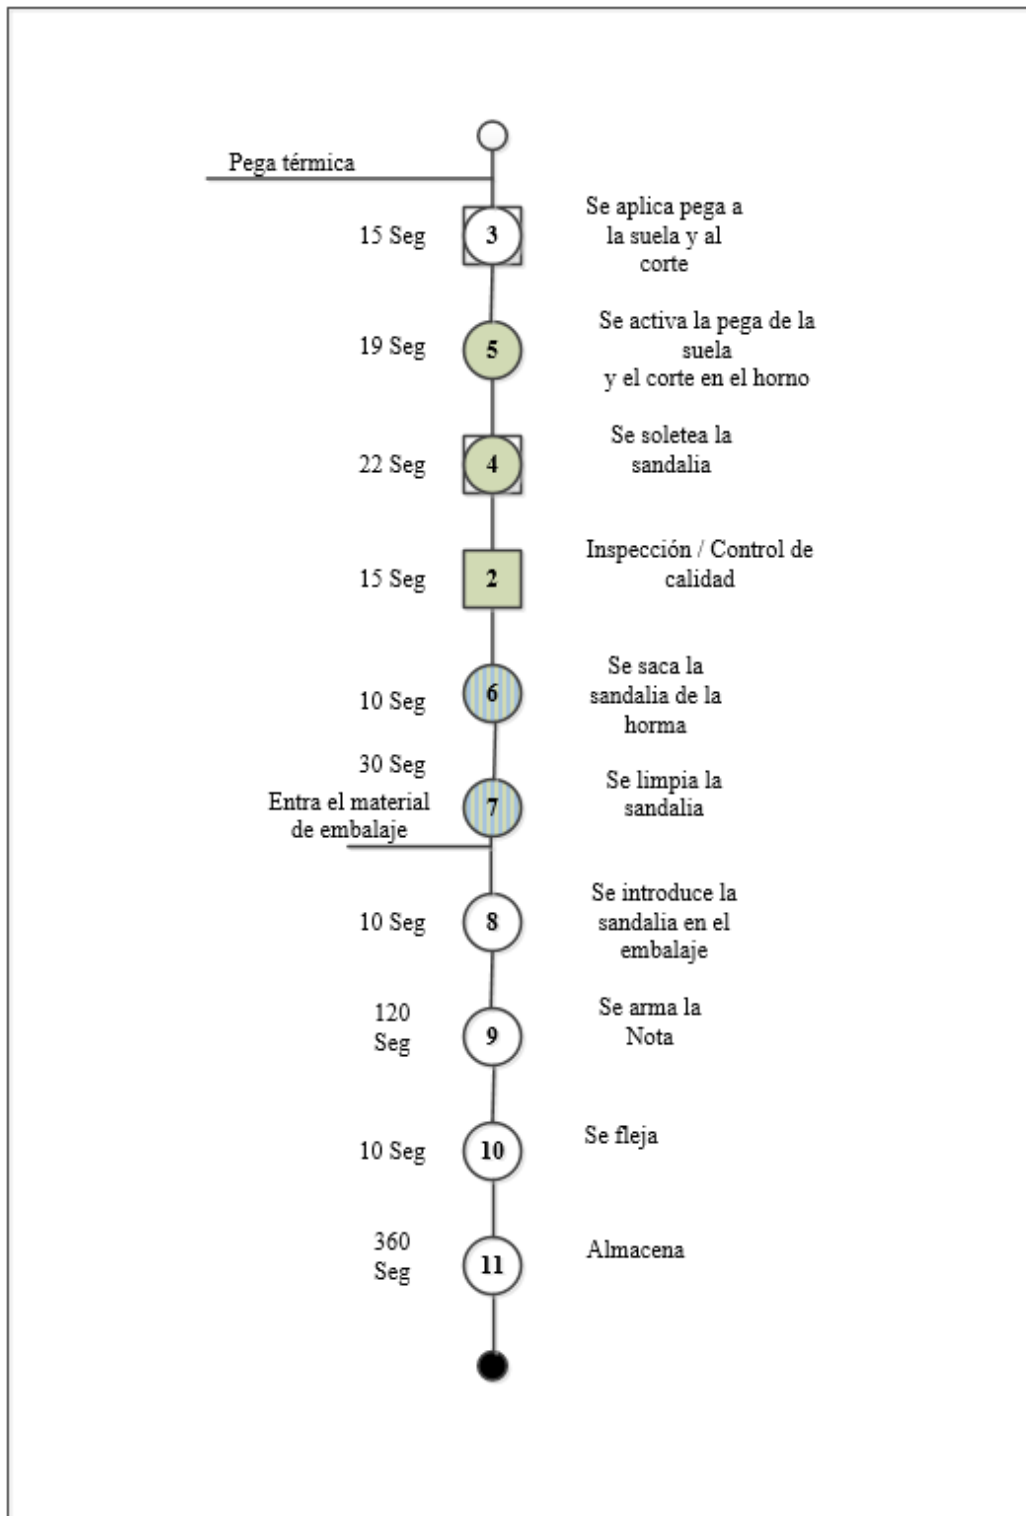 Pega térmica
15 Seg
3
Se aplica pega a
la suela y al
corte
19 Seg
5
Se activa la pega de la
suela
y el corte en el horno
22 Seg
4
Se soletea la
sandalia
15 Seg
2
Inspección / Control de
calidad
10 Seg
6
Se saca la
sandalia de la
horma
30 Seg
7
Se limpia la
sandalia
Entra el material
de embalaje
10 Seg
8
Se introduce la
sandalia en el
embalaje
120
Seg
9
Se arma la
Nota
10 Seg
10
Se fleja
360
Seg
11
Almacena